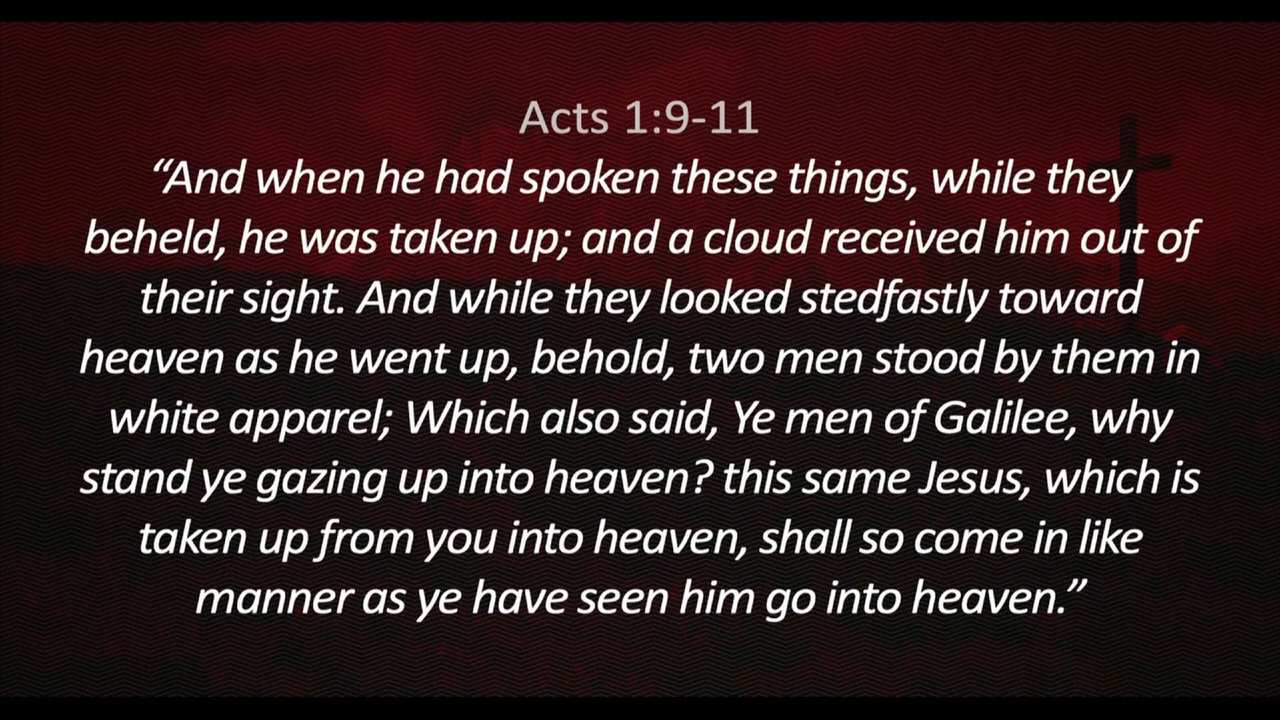 Acts 1:9-11
“And when he had spoken these things, while they
beheld, he was taken up; and a cloud received him out of
their sight. And while they looked stedfastly toward
heaven as he went up, behold, two men stood by them in
white apparel; Which also said, Ye men of Galilee, why
stand ye gazing up into heaven? this same Jesus, which is
taken up from you into heaven, shall so come in like
manner as ye have seen him go into heaven.”